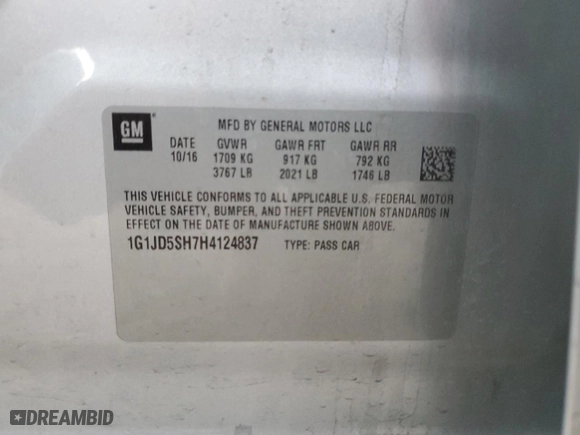 GM
MFD BY GENERAL MOTORS LLC
DATE GVWR GAWR FRT GAWR RR
10/16 1709 KG 917 KG 792 KG
3767 LB 2021 LB 1746 LB
THIS VEHICLE CONFORMS TO ALL APPLICABLE U.S. FEDERAL MOTOR
VEHICLE SAFETY, BUMPER, AND THEFT PREVENTION STANDARDS IN
EFFECT ON THE DATE OF MANUFACTURE SHOWN ABOVE.
1G1JD5SH7H4124837 TYPE: PASS CAR
DREAMBID